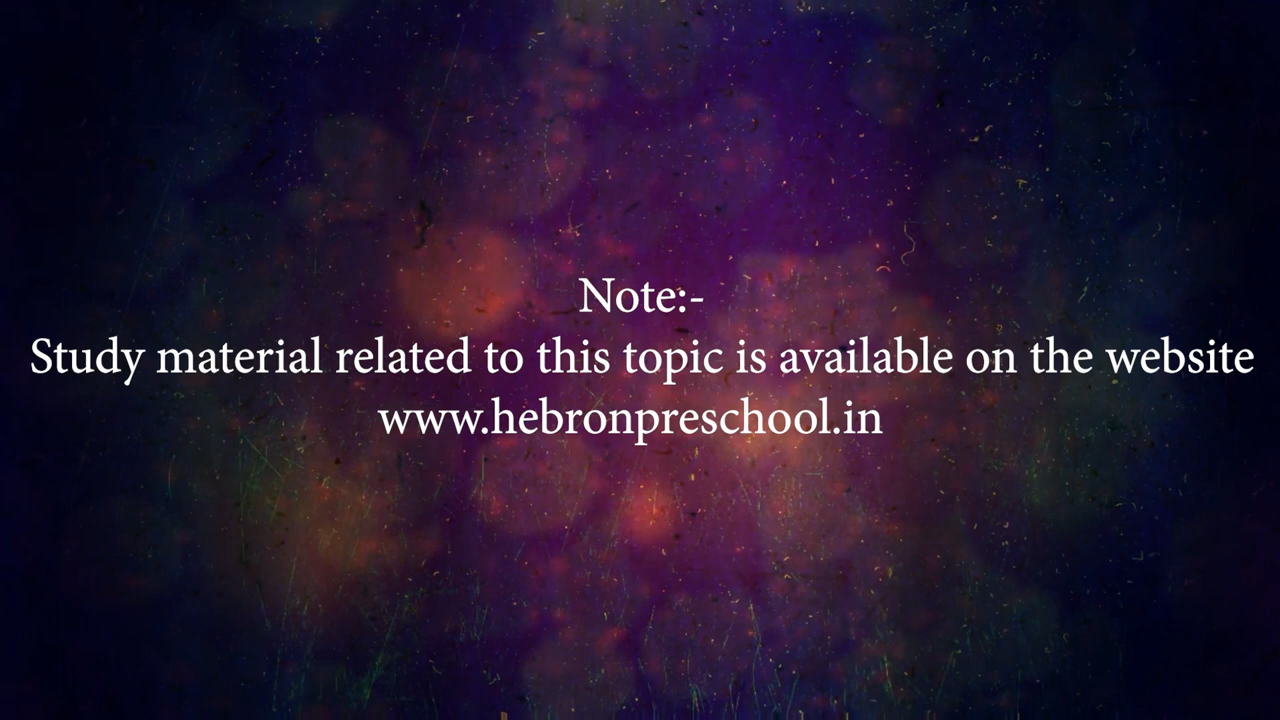 Note:-
Study material related to this topic is available on the website
www.hebronpreschool.in